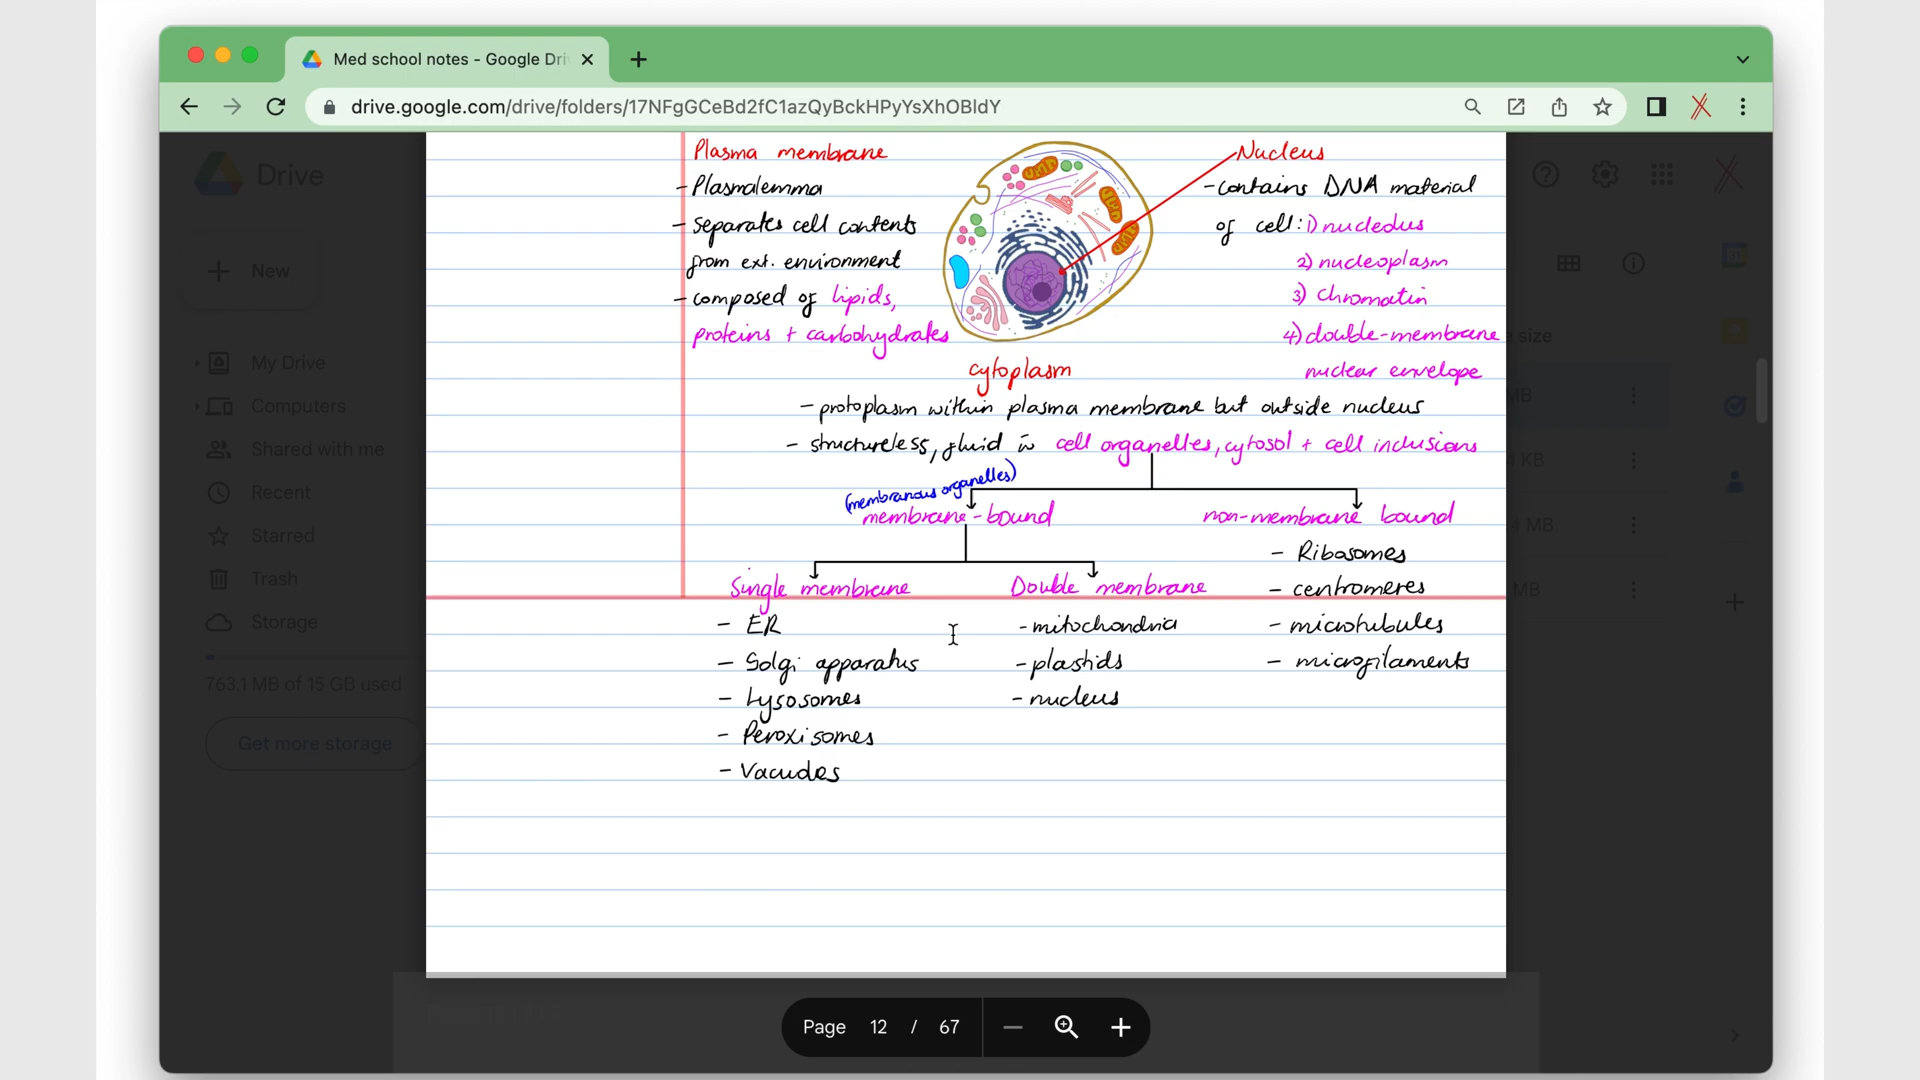 Med school notes - Google Dri
drive.google.com/drive/folders/17NFgGCeBd2fC1azQyBckHPyYsXhOBldY
Drive
New
My Drive
Computers
Shared with me
Recent
Starred
Trash
Storage
763.1 MB of 15 GB used
Get more storage
Plasma membrane
- Plasmalemma
- Separates cell contents
from ext. environment
- composed of lipids,
proteins + carbohydrates
Nucleus
- contains DNA material
of cell: 1) nucleolus
2) nucleoplasm
3) chromatin
4) double-membrane
nuclear envelope
cytoplasm
- protoplasm within plasma membrane but outside nucleus
- structureless, fluid in cell organelles, cytosol + cell inclusions
(membranous organelles)
membrane-bound
non-membrane bound
- Ribosomes
- centromeres
- microtubules
- microfilaments
Single membrane
- ER
- Golgi apparatus
- Lysosomes
- Peroxisomes
- Vacuoles
Double membrane
- mitochondria
- plastids
- nucleus
e size
MB
KB
MB
MB
Page 12 / 67